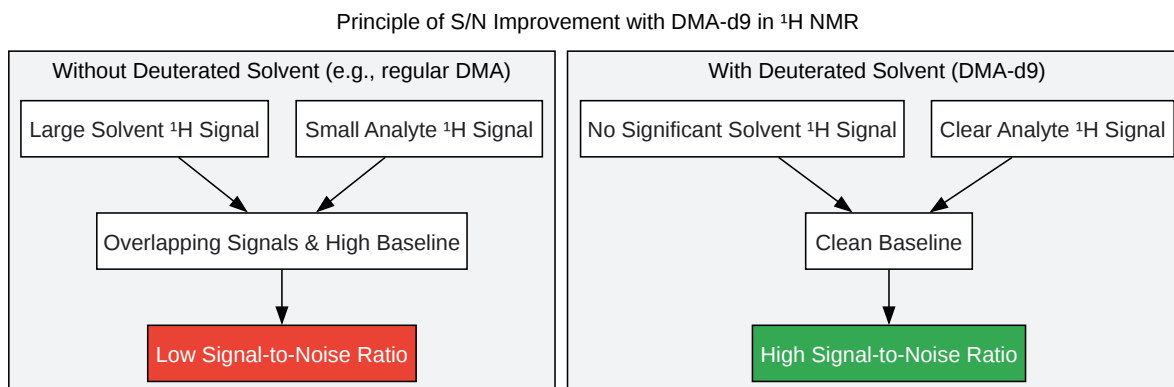 Principle of S/N Improvement with DMA-d9 in ¹H NMR
Without Deuterated Solvent (e.g., regular DMA)
Large Solvent ¹H Signal
Small Analyte ¹H Signal
Overlapping Signals & High Baseline
Low Signal-to-Noise Ratio
With Deuterated Solvent (DMA-d9)
No Significant Solvent ¹H Signal
Clear Analyte ¹H Signal
Clean Baseline
High Signal-to-Noise Ratio